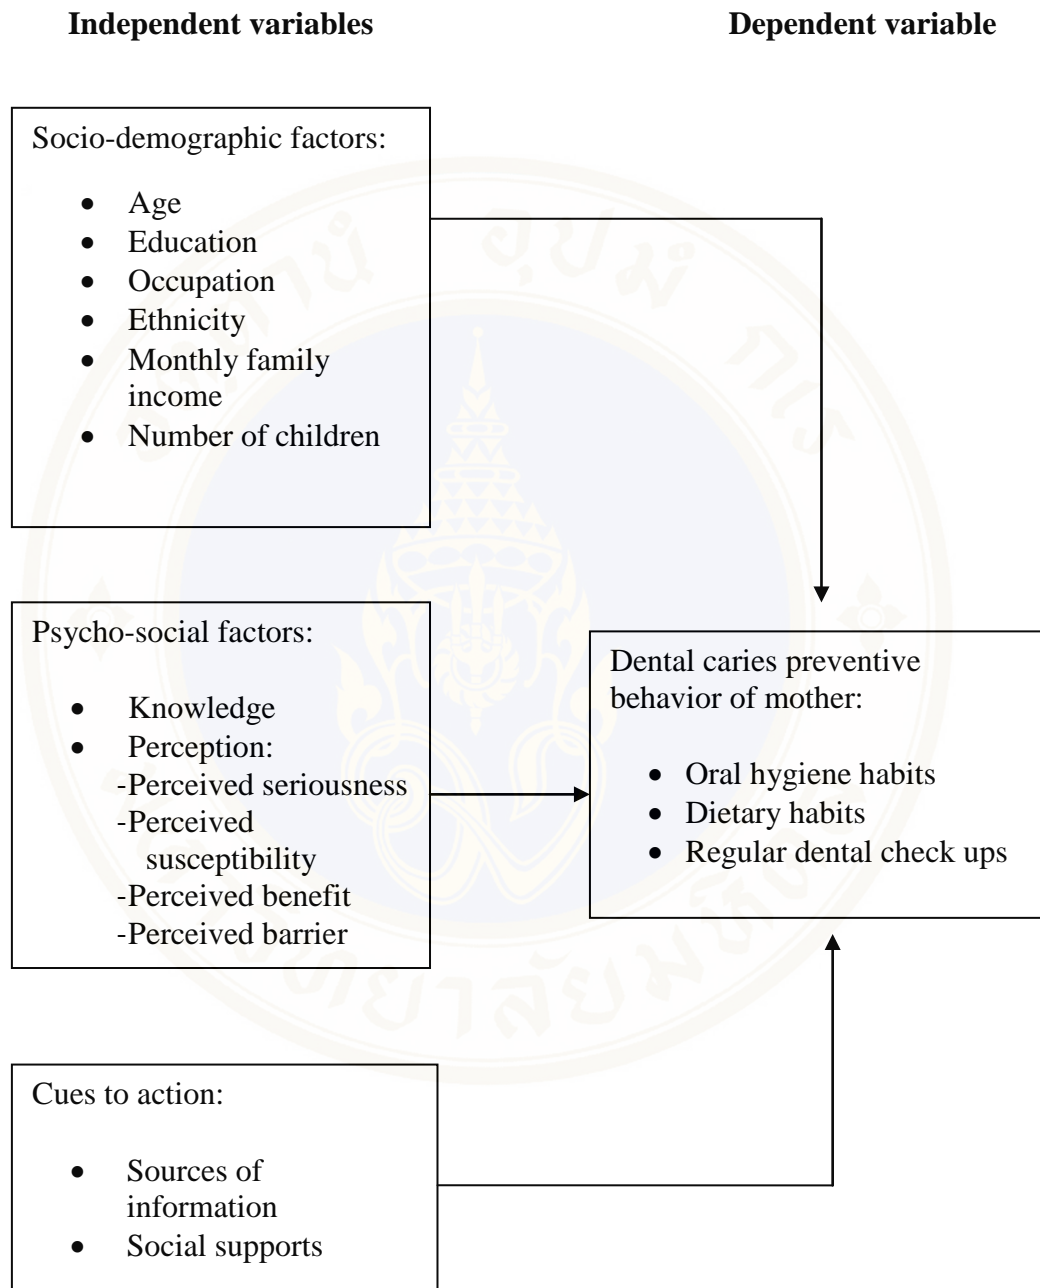 Independent variables
Dependent variable
Socio-demographic factors:
• Age
• Education
• Occupation
• Ethnicity
• Monthly family
income
• Number of children
Psycho-social factors:
• Knowledge
• Perception:
-Perceived seriousness
-Perceived
susceptibility
-Perceived benefit
-Perceived barrier
Dental caries preventive
behavior of mother:
• Oral hygiene habits
• Dietary habits
• Regular dental check ups
Cues to action:
• Sources of
information
• Social supports